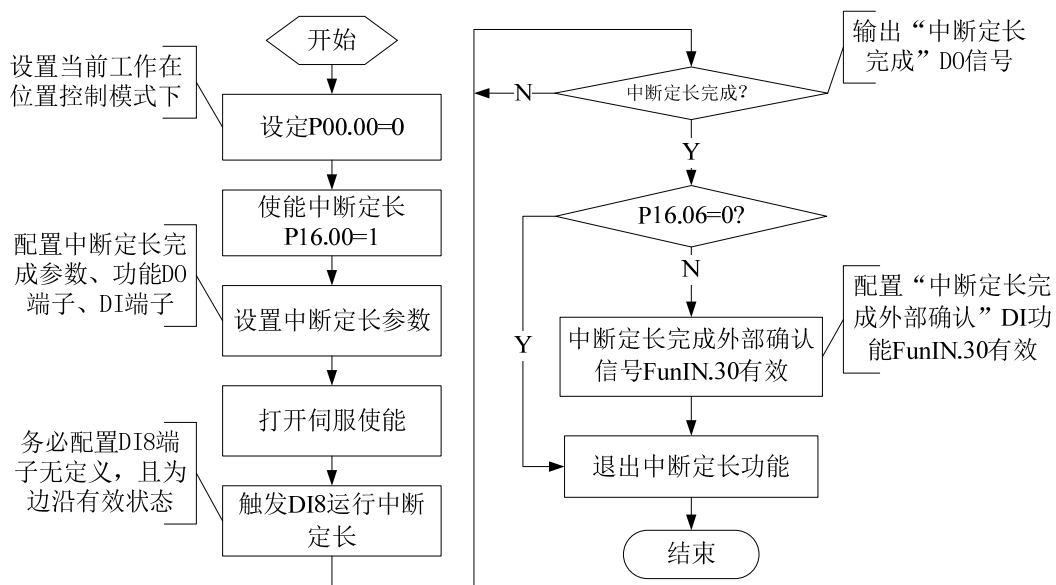 开始
设置当前工作在
位置控制模式下
设定P00.00=0
使能中断定长
P16.00=1
配置中断定长完
成参数、功能DO
端子、DI端子
设置中断定长参数
打开伺服使能
务必配置DI8端
子无定义，且为
边沿有效状态
触发DI8运行中断
定长
输出“中断定长
完成”DO信号
中断定长完成?
N
Y
P16.06=0?
N
Y
中断定长完成外部确认
信号FunIN.30有效
配置“中断定长完
成外部确认”DI功
能FunIN.30有效
退出中断定长功能
结束